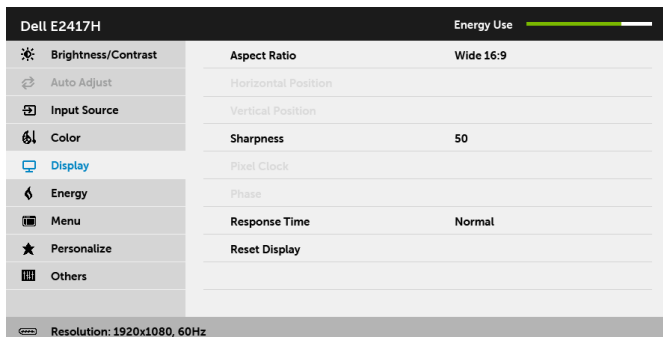 Dell E2417H Energy Use
Brightness/Contrast Aspect Ratio Wide 16:9
Auto Adjust Horizontal Position
Input Source Vertical Position
Color Sharpness 50
Display Pixel Clock
Energy Phase
Menu Response Time Normal
Personalize Reset Display
Others
Resolution: 1920x1080, 60Hz